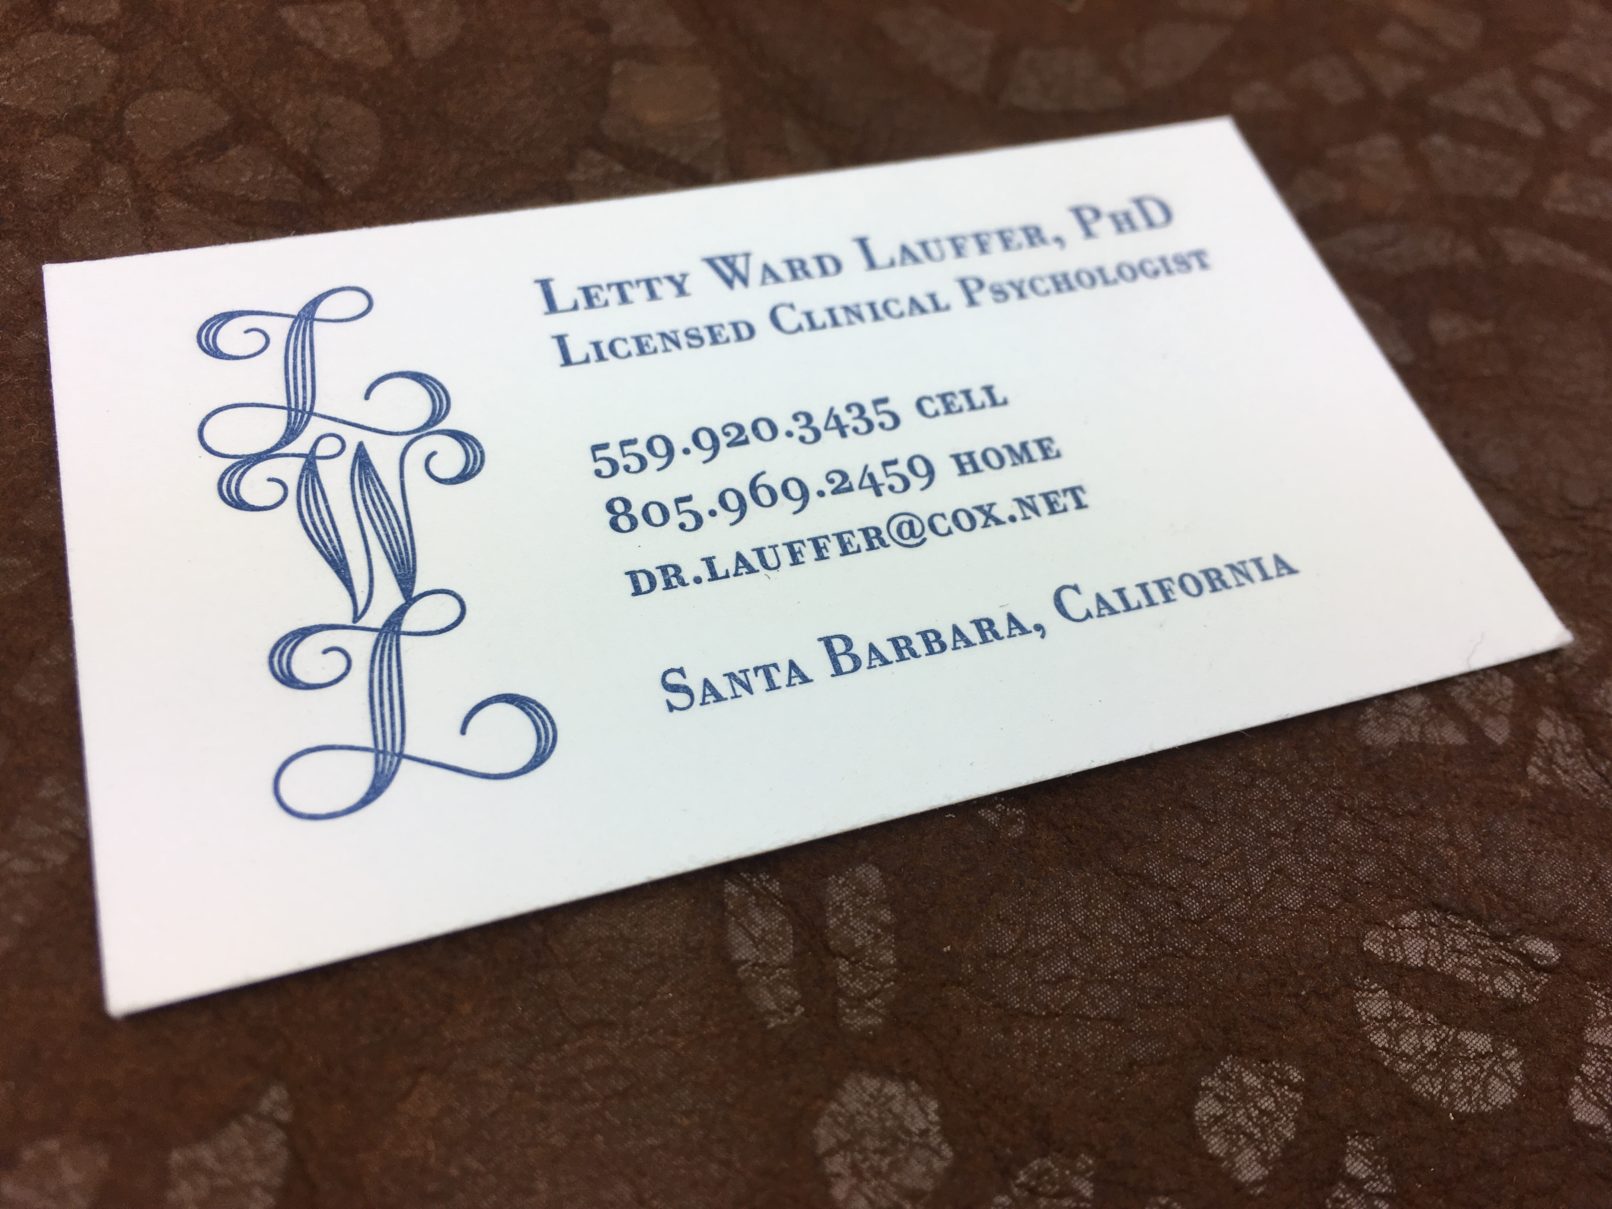 L
W
L
Letty Ward Lauffer, PhD
Licensed Clinical Psychologist
559.920.3435 cell
805.969.2459 home
dr.lauffer@cox.net
Santa Barbara, California